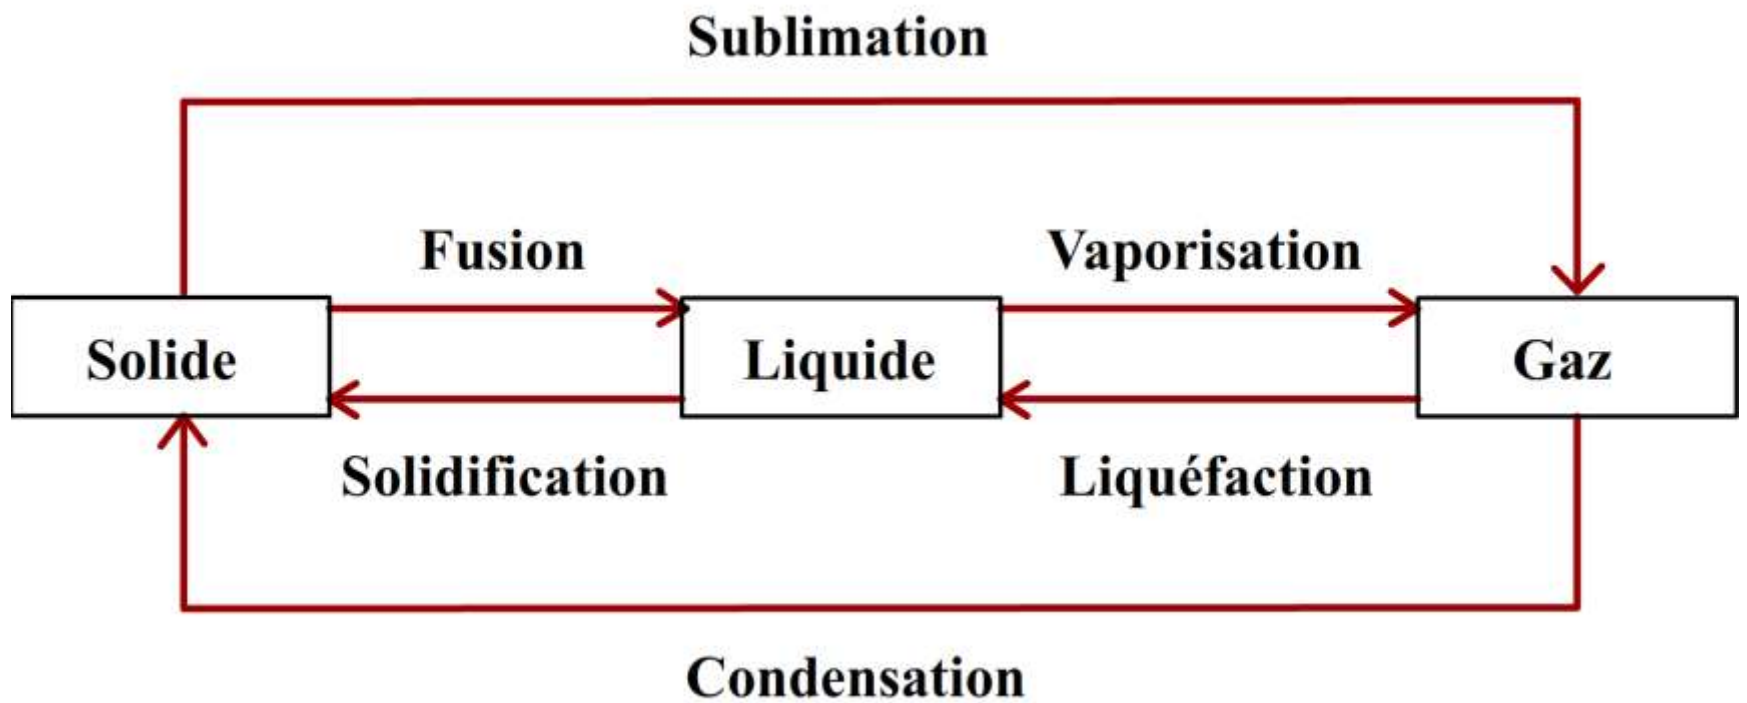 Sublimation
Fusion
Vaporisation
Solide
Liquide
Gaz
Solidification
Liquéfaction
Condensation